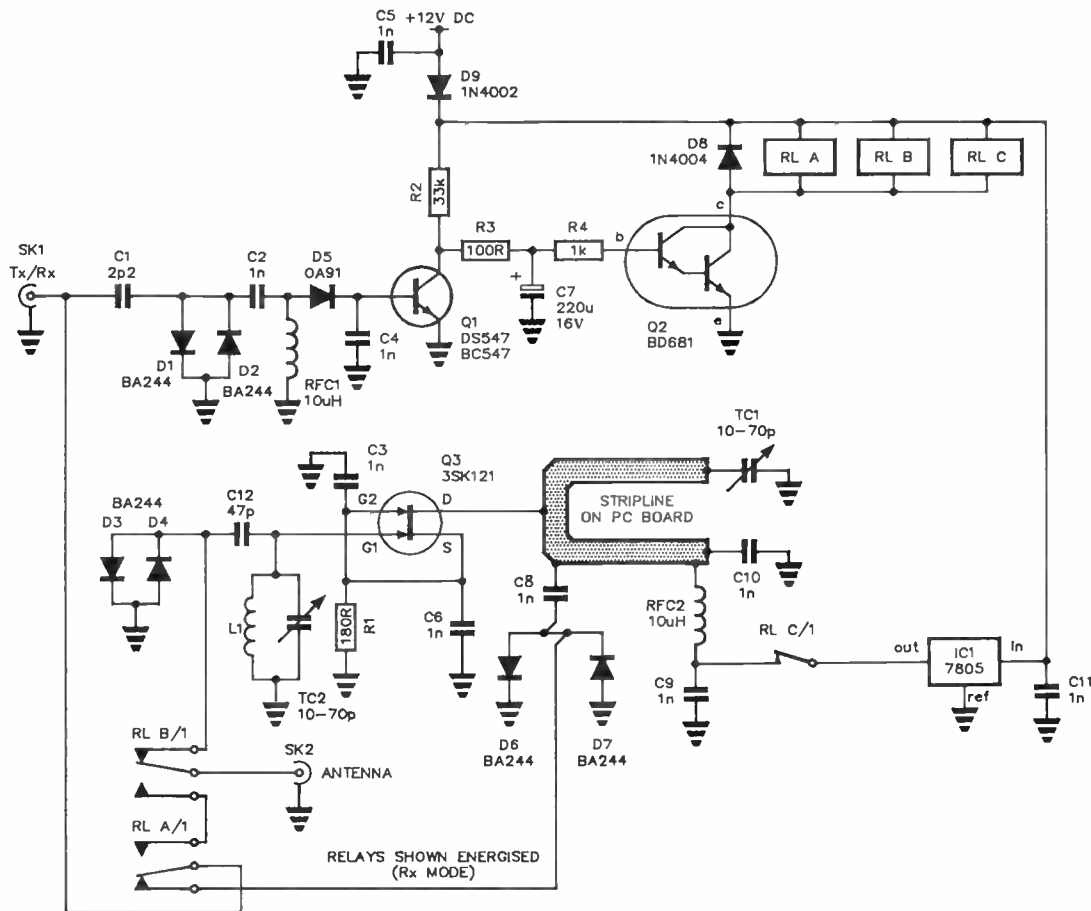 C5
1n
+12V DC
D9
1N4002
D8
1N4004
RL A
RL B
RL C
R2
33k
R3
100R
R4
1k
b
c
e
+
C7
220u
16V
Q2
BD681
SK1
Tx/Rx
C1
2p2
C2
1n
D5
OA91
Q1
DS547
BC547
C4
1n
D1
BA244
D2
BA244
RFC1
10uH
C3
1n
Q3
3SK121
G2
D
G1
S
TC1
10-70p
STRIPLINE
ON PC BOARD
BA244
D3
D4
C12
47p
L1
TC2
10-70p
180R
R1
C6
1n
C8
1n
C10
1n
RFC2
10uH
RL C/1
out
IC1
7805
In
ref
C11
1n
C9
1n
D6
BA244
D7
BA244
RL B/1
SK2
ANTENNA
RL A/1
RELAYS SHOWN ENERGISED
(Rx MODE)